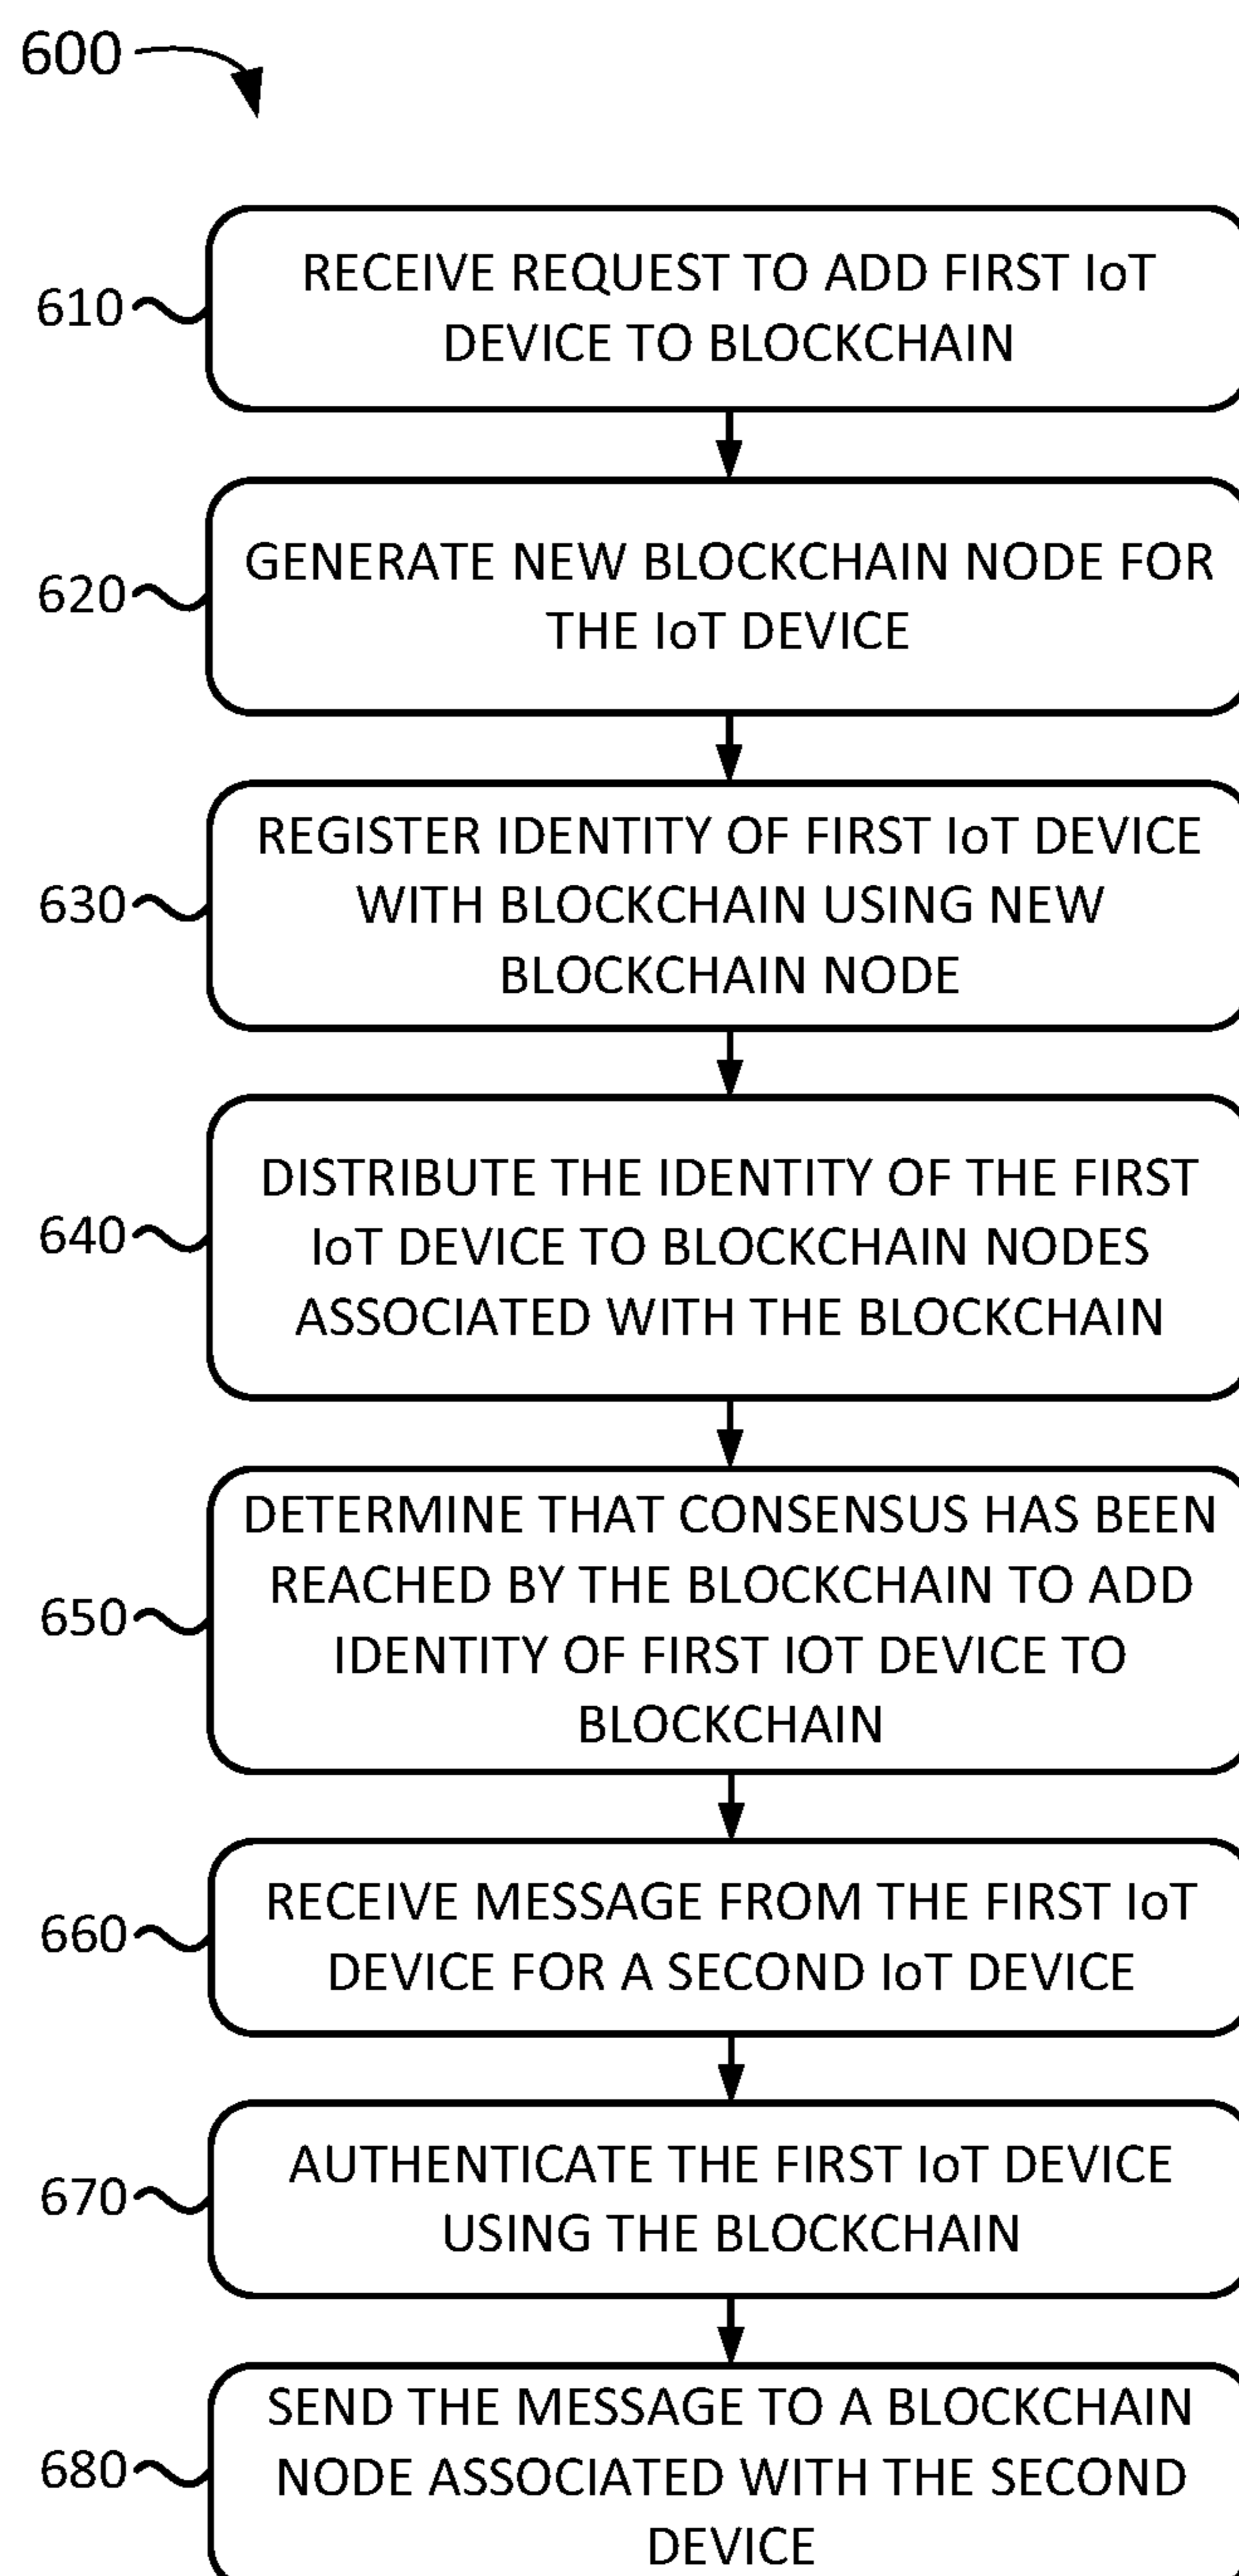 600
610
RECEIVE REQUEST TO ADD FIRST IoT
DEVICE TO BLOCKCHAIN
620
GENERATE NEW BLOCKCHAIN NODE FOR
THE IoT DEVICE
630
REGISTER IDENTITY OF FIRST IoT DEVICE
WITH BLOCKCHAIN USING NEW
BLOCKCHAIN NODE
640
DISTRIBUTE THE IDENTITY OF THE FIRST
IoT DEVICE TO BLOCKCHAIN NODES
ASSOCIATED WITH THE BLOCKCHAIN
650
DETERMINE THAT CONSENSUS HAS BEEN
REACHED BY THE BLOCKCHAIN TO ADD
IDENTITY OF FIRST IOT DEVICE TO
BLOCKCHAIN
660
RECEIVE MESSAGE FROM THE FIRST IoT
DEVICE FOR A SECOND IoT DEVICE
670
AUTHENTICATE THE FIRST IoT DEVICE
USING THE BLOCKCHAIN
680
SEND THE MESSAGE TO A BLOCKCHAIN
NODE ASSOCIATED WITH THE SECOND
DEVICE